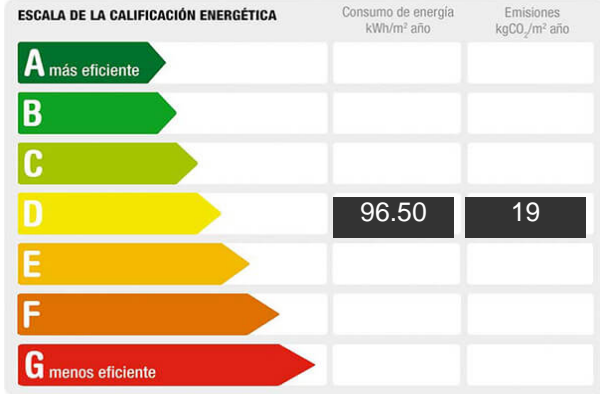 ESCALA DE LA CALIFICACIÓN ENERGÉTICA
Consumo de energía
kWh/m² año
Emisiones
kgCO₂/m² año
A más eficiente
B
C
D 96.50 19
E
F
G menos eficiente